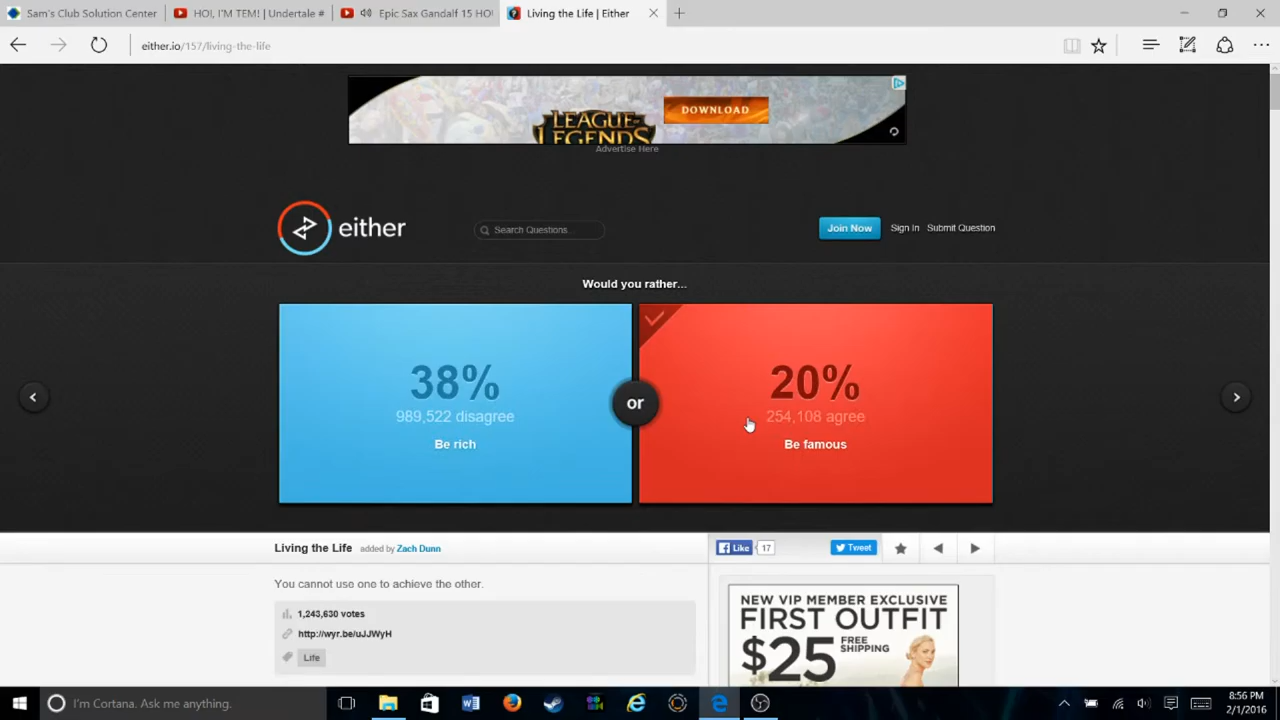 Sam's Club Solution Center
HOI, I'M TEM! | Undertale #
Epic Sax Gandalf 15 HOI
Living the Life | Either
either.io/157/living-the-life
LEAGUE OF
LEGENDS
DOWNLOAD
Advertise Here
either
Search Questions...
Join Now
Sign In
Submit Question
Would you rather...
38%
989,522 disagree
Be rich
or
20%
254,108 agree
Be famous
Living the Life
added by Zach Dunn
Like
17
Tweet
You cannot use one to achieve the other.
1,243,630 votes
http://wyr.be/uJJWyH
Life
NEW VIP MEMBER EXCLUSIVE
FIRST OUTFIT
$25
FREE
SHIPPING
I'm Cortana. Ask me anything.
8:56 PM
2/1/2016